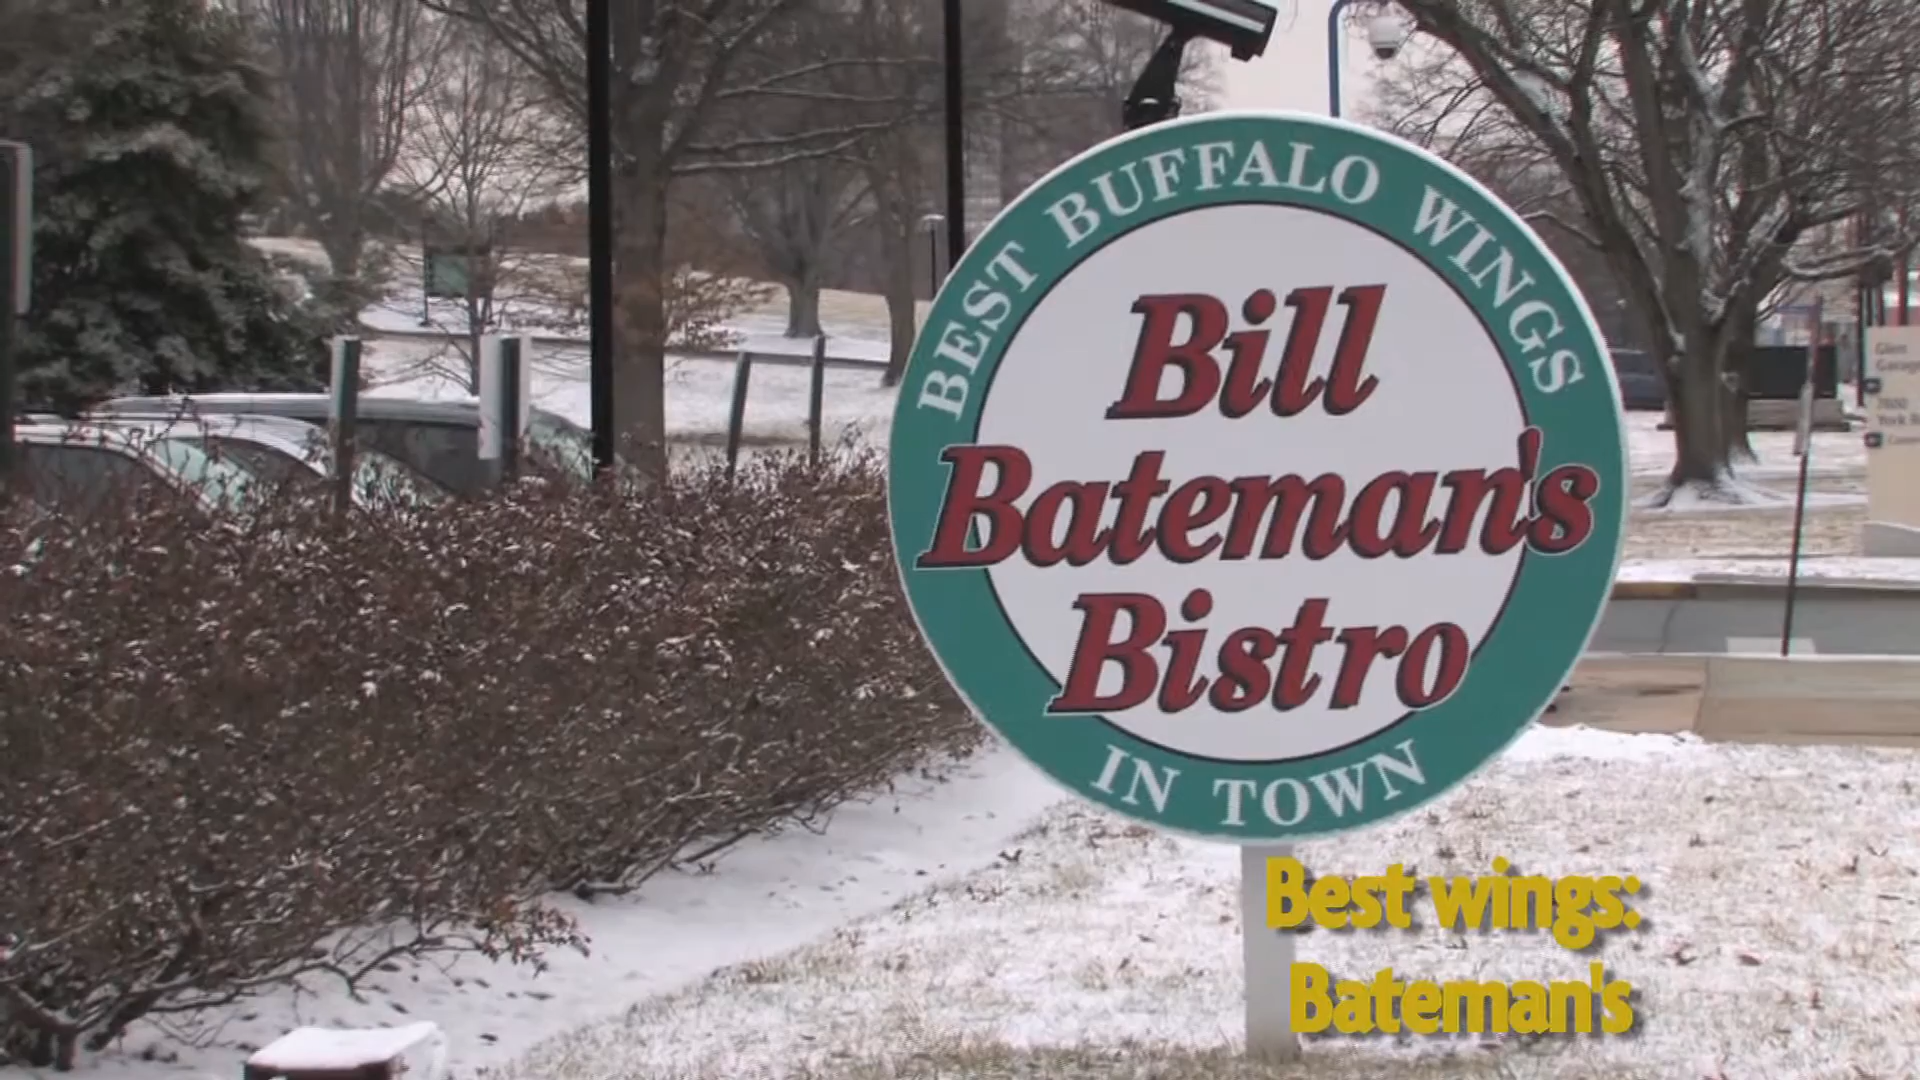 BEST BUFFALO WINGS
Bill
Bateman's
Bistro
IN TOWN
Best wings:
Bateman's